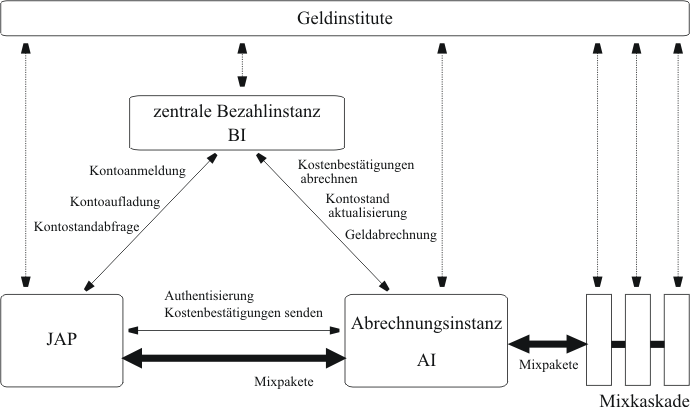 Geldinstitute
zentrale Bezahlinstanz
BI
Kontoanmeldung
Kontoaufladung
Kontostandabfrage
Kostenbestätigungen
abrechnen
Kontostand
aktualisierung
Geldabrechnung
Authentisierung
Kostenbestätigungen senden
JAP
Abrechnungsinstanz
AI
Mixpakete
Mixpakete
Mixkaskade